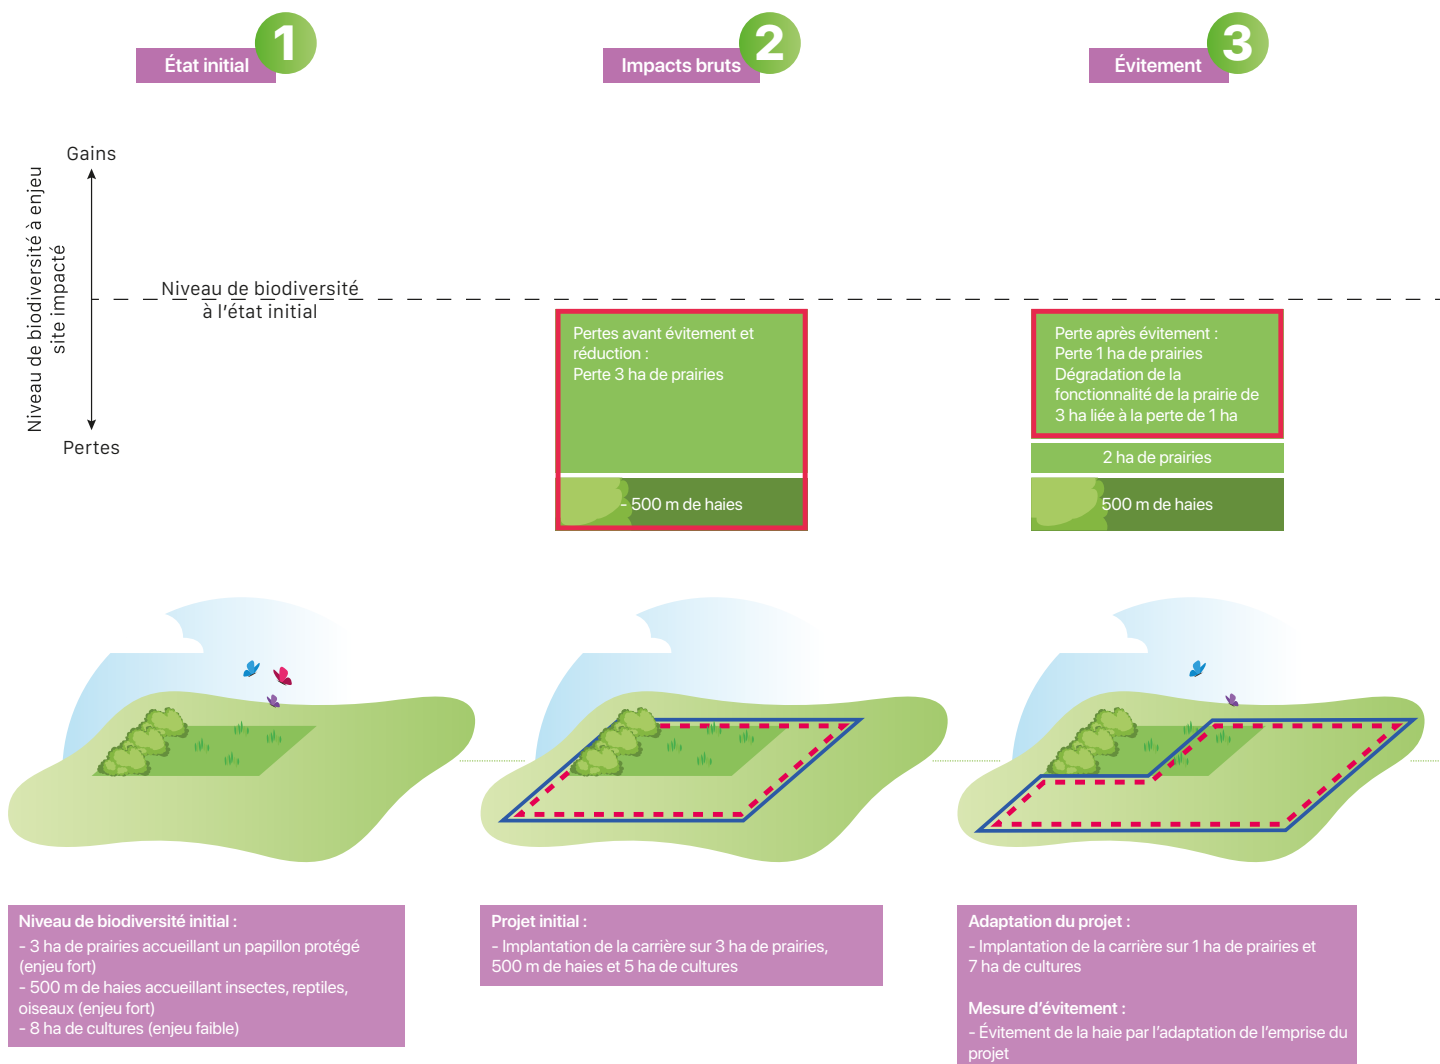 État initial
1
Impacts bruts
2
Évitement
3
Gains
Niveau de biodiversité à enjeu
site impacté
Pertes
Niveau de biodiversité
à l'état initial
Pertes avant évitement et
réduction :
Perte 3 ha de prairies
- 500 m de haies
Perte après évitement :
Perte 1 ha de prairies
Dégradation de la
fonctionnalité de la prairie de
3 ha liée à la perte de 1 ha
2 ha de prairies
500 m de haies
Niveau de biodiversité initial :
- 3 ha de prairies accueillant un papillon protégé
(enjeu fort)
- 500 m de haies accueillant insectes, reptiles,
oiseaux (enjeu fort)
- 8 ha de cultures (enjeu faible)
Projet initial :
- Implantation de la carrière sur 3 ha de prairies,
500 m de haies et 5 ha de cultures
Adaptation du projet :
- Implantation de la carrière sur 1 ha de prairies et
7 ha de cultures
Mesure d'évitement :
- Évitement de la haie par l'adaptation de l'emprise du
projet